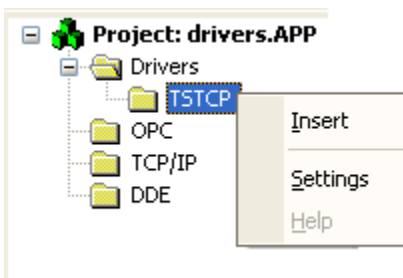 Project: drivers.APP
Drivers
TSTCP
OPC
TCP/IP
DDE
Insert
Settings
Help